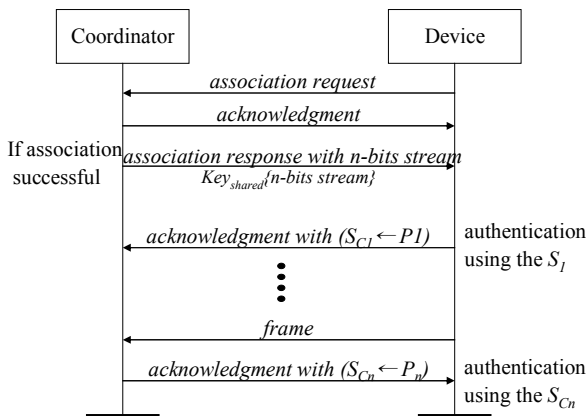 Coordinator
Device
association request
acknowledgment
If association
successful
association response with n-bits stream
Key_shared{n-bits stream}
acknowledgment with (S_C1←P1)
authentication
using the S_1
frame
acknowledgment with (S_Cn←P_n)
authentication
using the S_Cn